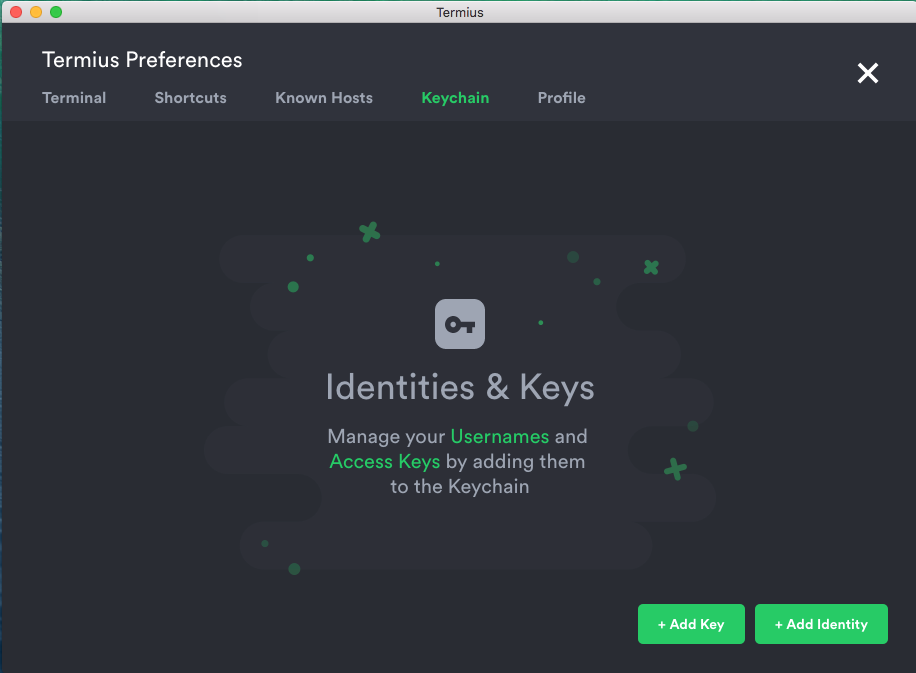 Termius
Termius Preferences
Terminal Shortcuts Known Hosts Keychain Profile
Identities & Keys
Manage your Usernames and
Access Keys by adding them
to the Keychain
+ Add Key + Add Identity